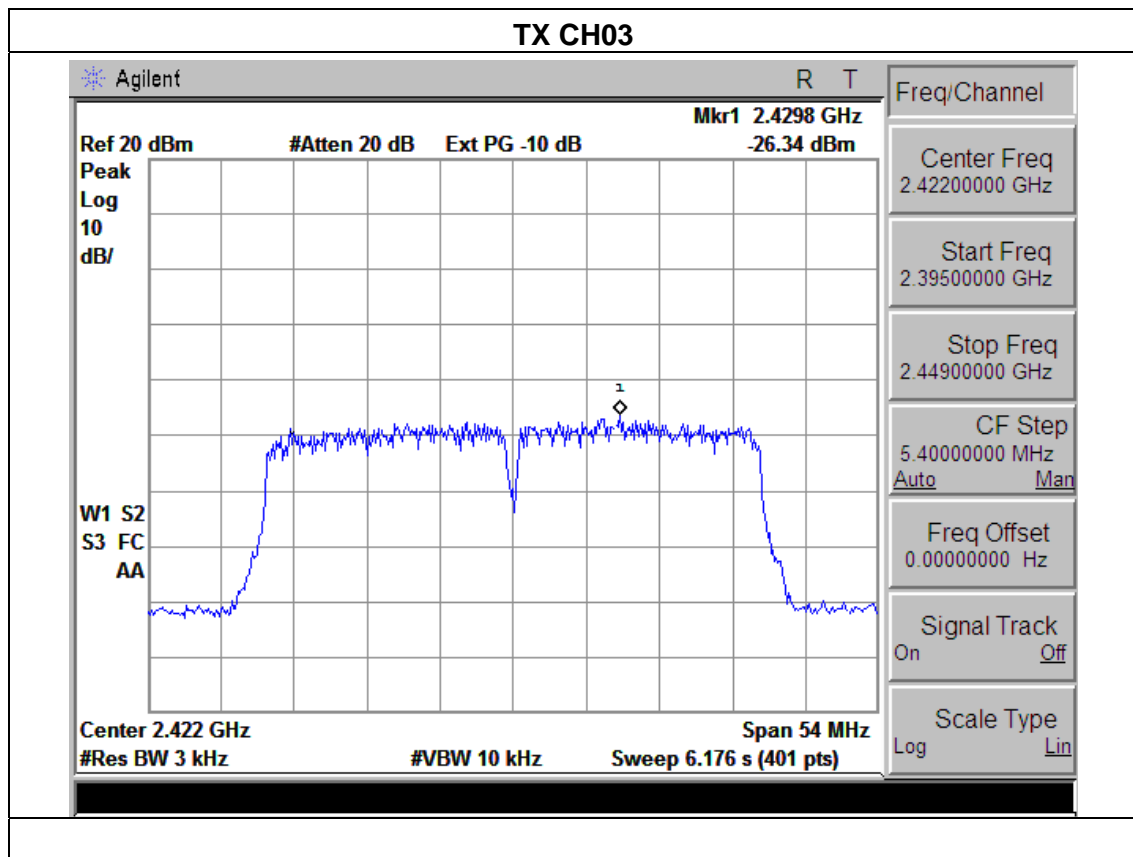 TX CH03
Agilent R T
Mkr1 2.4298 GHz
Ref 20 dBm #Atten 20 dB Ext PG -10 dB -26.34 dBm
Peak
Log
10
dB/
1
W1 S2
S3 FC
AA
Center 2.422 GHz Span 54 MHz
#Res BW 3 kHz #VBW 10 kHz Sweep 6.176 s (401 pts)
Freq/Channel
Center Freq
2.42200000 GHz
Start Freq
2.39500000 GHz
Stop Freq
2.44900000 GHz
CF Step
5.40000000 MHz
Auto Man
Freq Offset
0.00000000 Hz
Signal Track
On Off
Scale Type
Log Lin